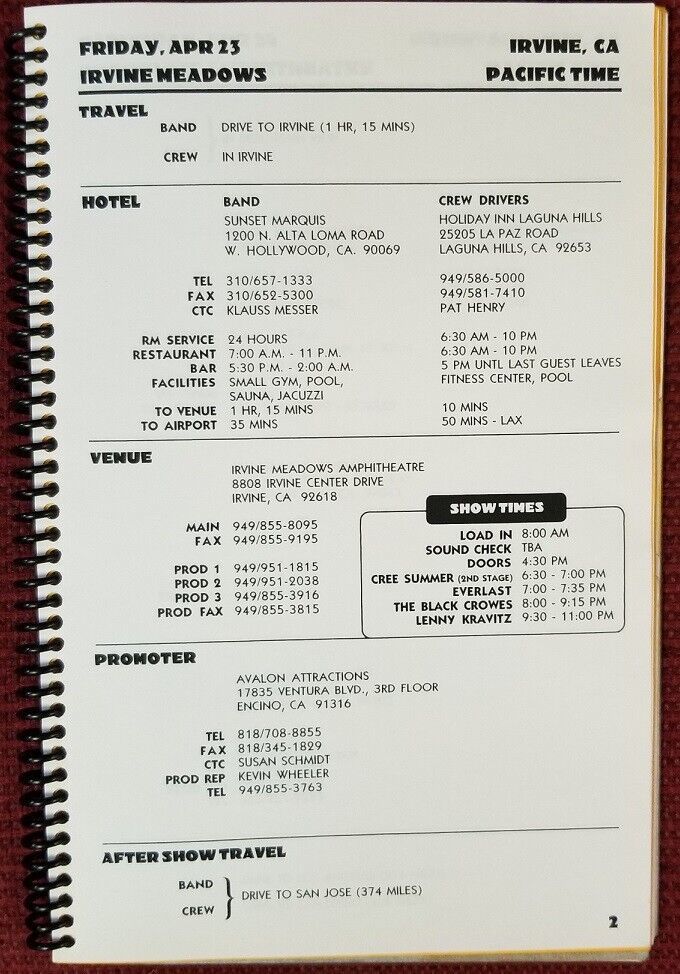 FRIDAY, APR 23 IRVINE, CA
IRVINE MEADOWS PACIFIC TIME
TRAVEL
BAND DRIVE TO IRVINE (1 HR, 15 MINS)
CREW IN IRVINE
HOTEL BAND CREW DRIVERS
SUNSET MARQUIS HOLIDAY INN LAGUNA HILLS
1200 N. ALTA LOMA ROAD 25205 LA PAZ ROAD
W. HOLLYWOOD, CA. 90069 LAGUNA HILLS, CA 92653
TEL 310/657-1333 949/586-5000
FAX 310/652-5300 949/581-7410
CTC KLAUSS MESSER PAT HENRY
RM SERVICE 24 HOURS 6:30 AM - 10 PM
RESTAURANT 7:00 A.M. - 11 P.M. 6:30 AM - 10 PM
BAR 5:30 P.M. - 2:00 A.M. 5 PM UNTL LAST GUEST LEAVES
FACILITIES SMALL GYM, POOL, FITNESS CENTER, POOL
SAUNA, JACUZZI
TO VENUE 1 HR, 15 MINS 10 MINS
TO AIRPORT 35 MINS 50 MINS - LAX
VENUE
IRVINE MEADOWS AMPHITHEATRE
8808 IRVINE CENTER DRIVE
IRVINE, CA 92618
MAIN 949/855-8095
FAX 949/855-9195
PROD 1 949/951-1815
PROD 2 949/951-2038
PROD 3 949/855-3916
PROD FAX 949/855-3815
SHOW TIMES
LOAD IN 8:00 AM
SOUND CHECK TBA
DOORS 4:30 PM
CREE SUMMER (2ND STAGE) 6:30 - 7:00 PM
EVERLAST 7:00 - 7:35 PM
THE BLACK CROWES 8:00 - 9:15 PM
LENNY KRAVITZ 9:30 - 11:00 PM
PROMOTER
AVALON ATTRACTIONS
17835 VENTURA BLVD., 3RD FLOOR
ENCINO, CA 91316
TEL 818/708-8855
FAX 818/345-1829
CTC SUSAN SCHMIDT
PROD REP KEVIN WHEELER
TEL 949/855-3763
AFTER SHOW TRAVEL
BAND
DRIVE TO SAN JOSE (374 MILES)
CREW
2